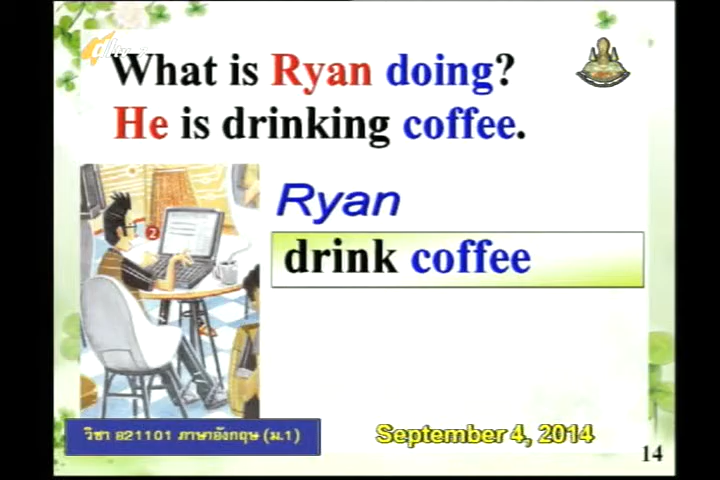 What is Ryan doing?
He is drinking coffee.
Ryan
2
drink coffee
วิชา อ21101 ภาษาอังกฤษ (ม.1)
September 4, 2014
14